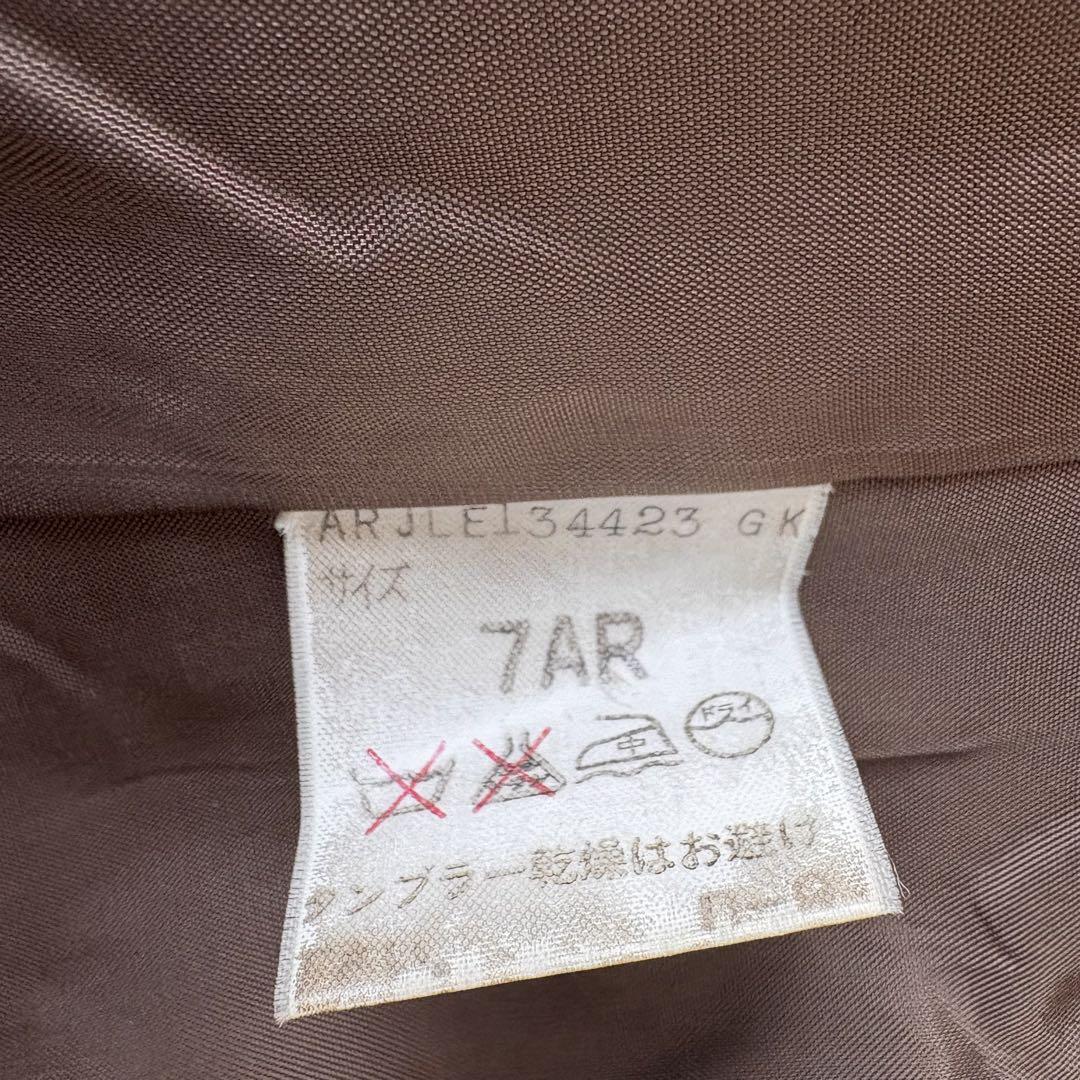 ARJLE134423 GK
サイズ
7AR
中 ドライ
タンブラー乾燥はお避け